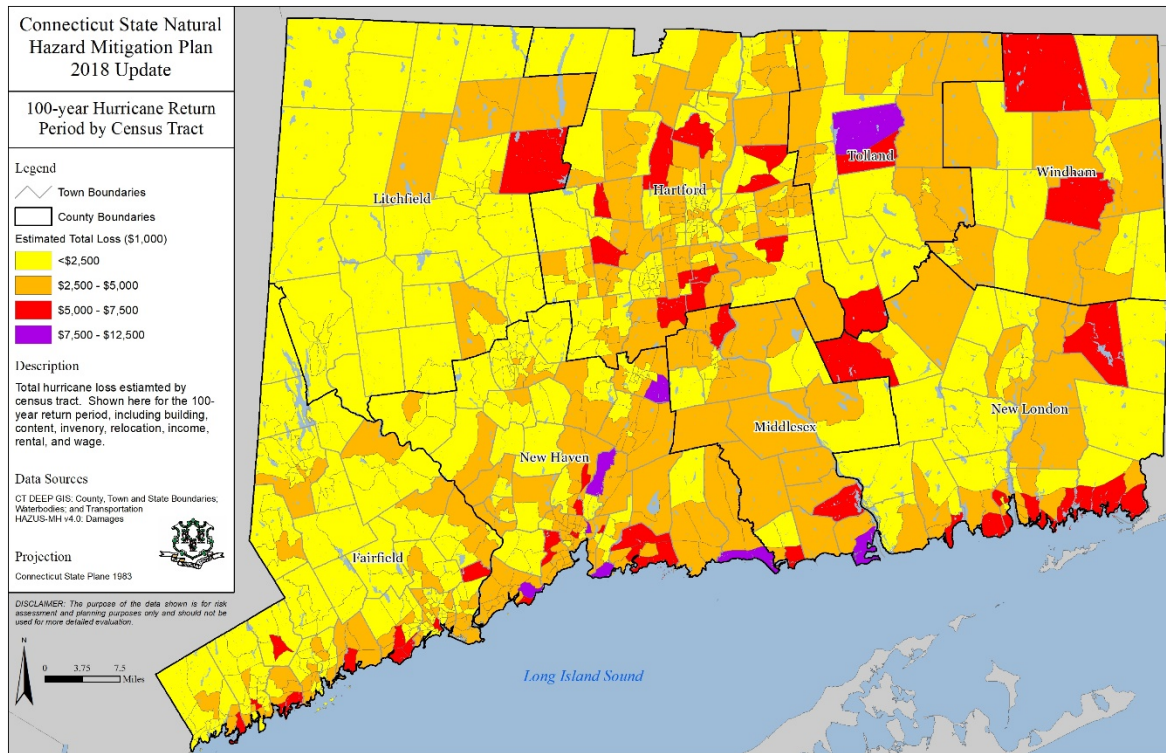 Connecticut State Natural
Hazard Mitigation Plan
2018 Update
100-year Hurricane Return
Period by Census Tract
Legend
Town Boundaries
County Boundaries
Estimated Total Loss ($1,000)
<$2,500
$2,500 - $5,000
$5,000 - $7,500
$7,500 - $12,500
Description
Total hurricane loss estiamted by
census tract. Shown here for the 100-
year return period, including building,
content, invenory, relocation, income,
rental, and wage.
Data Sources
CT DEEP GIS: County, Town and State Boundaries;
Waterbodies; and Transportation
HAZUS-MH v4.0: Damages
Projection
Connecticut State Plane 1983
DISCLAIMER: The purpose of the data shown is for risk
assessment and planning purposes only and should not be
used for more detailed evaluation.
N
0 3.75 7.5
Miles
Litchfield
Hartford
Tolland
Windham
New Haven
Middlesex
New London
Fairfield
Long Island Sound